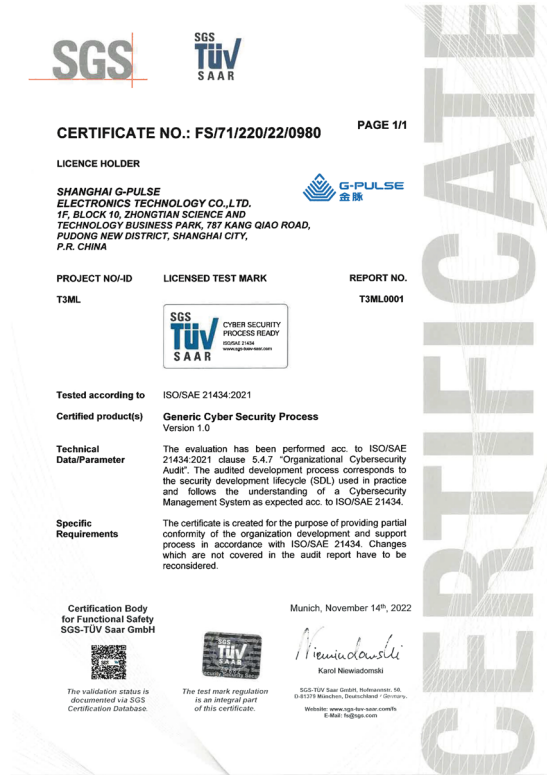 SGS
SGS
TÜV
SAAR
CERTIFICATE NO.: FS/71/220/22/0980
PAGE 1/1
LICENCE HOLDER
SHANGHAI G-PULSE
ELECTRONICS TECHNOLOGY CO.,LTD.
1F, BLOCK 10, ZHONGTIAN SCIENCE AND
TECHNOLOGY BUSINESS PARK, 787 KANG QIAO ROAD,
PUDONG NEW DISTRICT, SHANGHAI CITY,
P.R. CHINA
G-PULSE
金脉
PROJECT NO/-ID LICENSED TEST MARK REPORT NO.
T3ML T3ML0001
SGS
TÜV
SAAR
CYBER SECURITY
PROCESS READY
ISO/SAE 21434
www.sgs-tuev-saar.com
Tested according to ISO/SAE 21434:2021
Certified product(s) Generic Cyber Security Process
Version 1.0
Technical
Data/Parameter
The evaluation has been performed acc. to ISO/SAE
21434:2021 clause 5.4.7 “Organizational Cybersecurity
Audit”. The audited development process corresponds to
the security development lifecycle (SDL) used in practice
and follows the understanding of a Cybersecurity
Management System as expected acc. to ISO/SAE 21434.
Specific
Requirements
The certificate is created for the purpose of providing partial
conformity of the organization development and support
process in accordance with ISO/SAE 21434. Changes
which are not covered in the audit report have to be
reconsidered.
Certification Body
for Functional Safety
SGS-TÜV Saar GmbH
SGS
The validation status is
documented via SGS
Certification Database.
SGS
TÜV
SAAR
The test mark regulation
is an integral part
of this certificate.
Munich, November 14th, 2022
Niewiadomski
Karol Niewiadomski
SGS-TÜV Saar GmbH, Hofmannstr. 50,
D-81379 München, Deutschland / Germany,
Website: www.sgs-tuv-saar.com/fs
E-Mail: fs@sgs.com
CERTIFICATE